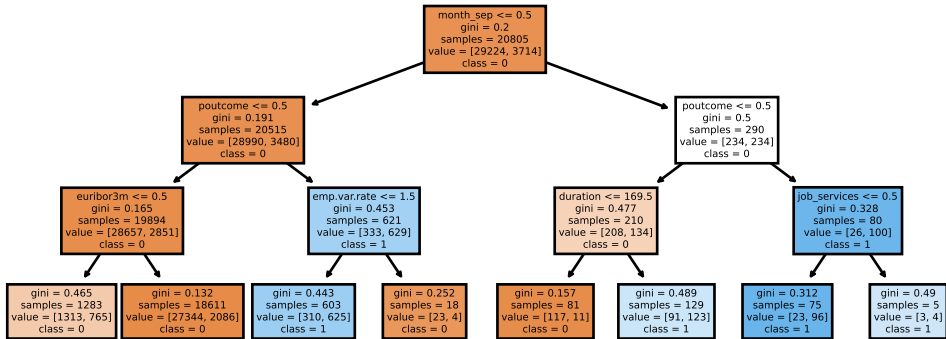 month_sep <= 0.5
gini = 0.2
samples = 20805
value = [29224, 3714]
class = 0
poutcome <= 0.5
gini = 0.191
samples = 20515
value = [28990, 3480]
class = 0
poutcome <= 0.5
gini = 0.5
samples = 290
value = [234, 234]
class = 0
euribor3m <= 0.5
gini = 0.165
samples = 19894
value = [28657, 2851]
class = 0
emp.var.rate <= 1.5
gini = 0.453
samples = 621
value = [333, 629]
class = 1
duration <= 169.5
gini = 0.477
samples = 210
value = [208, 134]
class = 0
job_services <= 0.5
gini = 0.328
samples = 80
value = [26, 100]
class = 1
gini = 0.465
samples = 1283
value = [1313, 765]
class = 0
gini = 0.132
samples = 18611
value = [27344, 2086]
class = 0
gini = 0.443
samples = 603
value = [310, 625]
class = 1
gini = 0.252
samples = 18
value = [23, 4]
class = 0
gini = 0.157
samples = 81
value = [117, 11]
class = 0
gini = 0.489
samples = 129
value = [91, 123]
class = 1
gini = 0.312
samples = 75
value = [23, 96]
class = 1
gini = 0.49
samples = 5
value = [3, 4]
class = 1